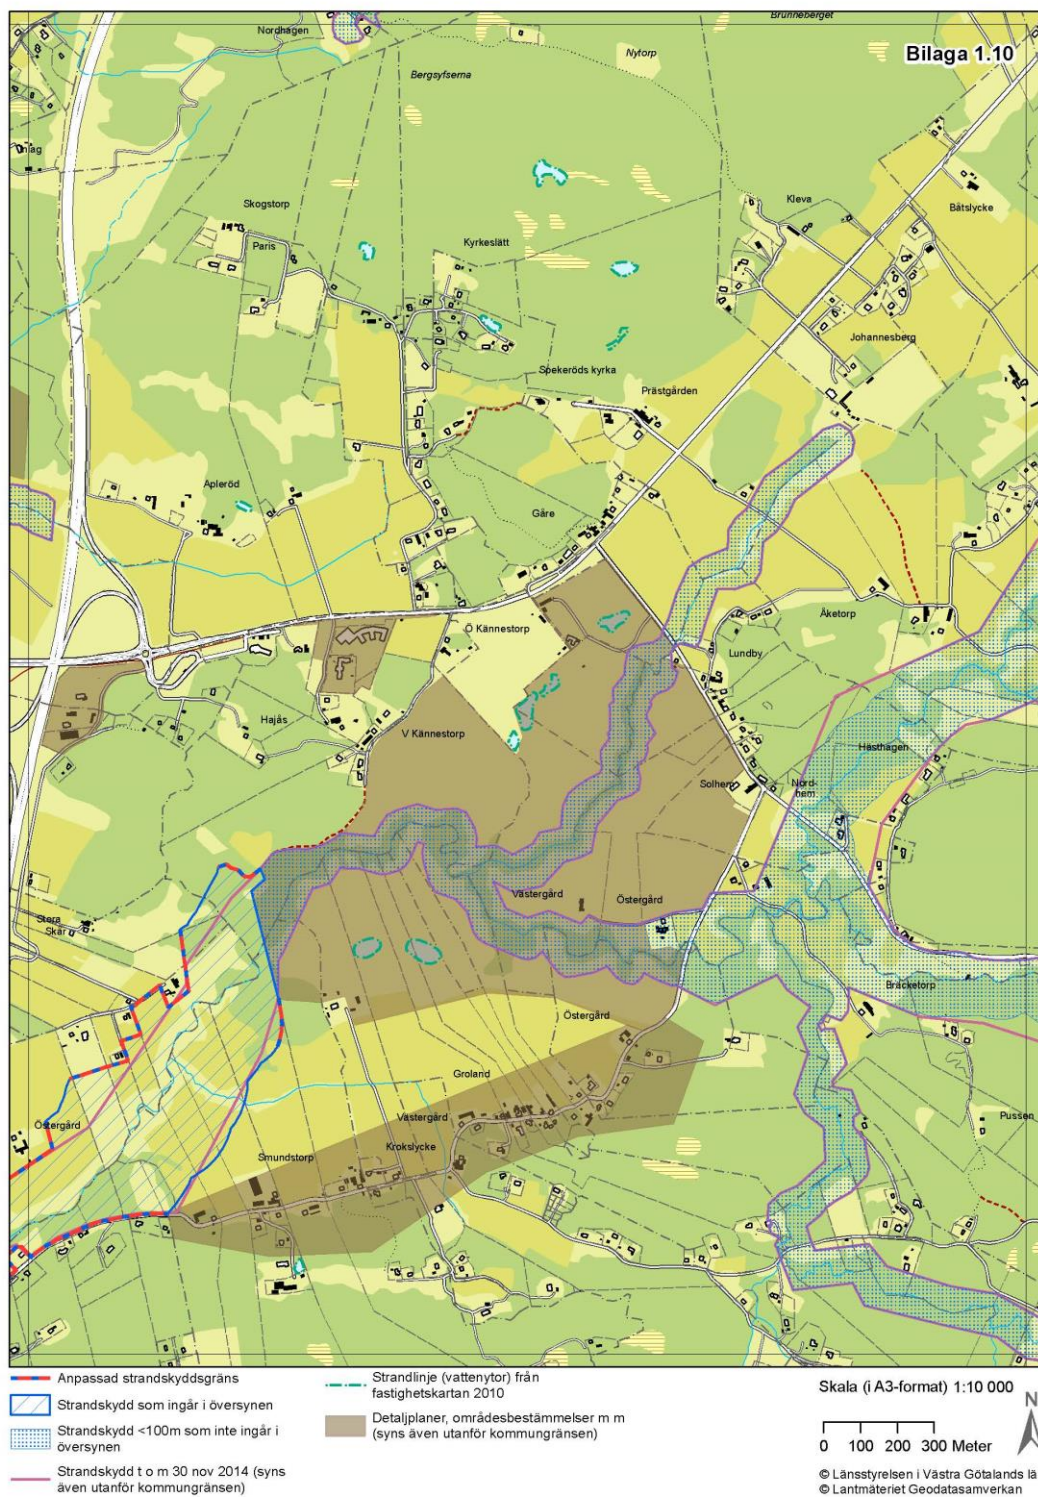 Nordhagen
Brunneberget
Bilaga 1.10
Nytorp
Bergsyfserna
Skogstorp
Kleva
Båtslycke
Paris
Kyrkeslätt
Johannesberg
Spekeröds kyrka
Prästgården
Apleröd
Gåre
Åketorp
Ö Kännestorp
Lundby
Hajås
V Kännestorp
Hästhagen
Solhem
Nord-
hem
Västergård
Östergård
Stora
Skår
Bräcketorp
Östergård
Groland
Västergård
Pussen
Östergård
Krokslycke
Smundstorp
Anpassad strandskyddsgräns
Strandskydd som ingår i översynen
Strandskydd <100m som inte ingår i
översynen
Strandskydd t o m 30 nov 2014 (syns
även utanför kommungränsen)
Strandlinje (vattenytor) från
fastighetskartan 2010
Detaljplaner, områdesbestämmelser m m
(syns även utanför kommungränsen)
Skala (i A3-format) 1:10 000
N
0 100 200 300 Meter
© Länsstyrelsen i Västra Götalands lä
© Lantmäteriet Geodatasamverkan